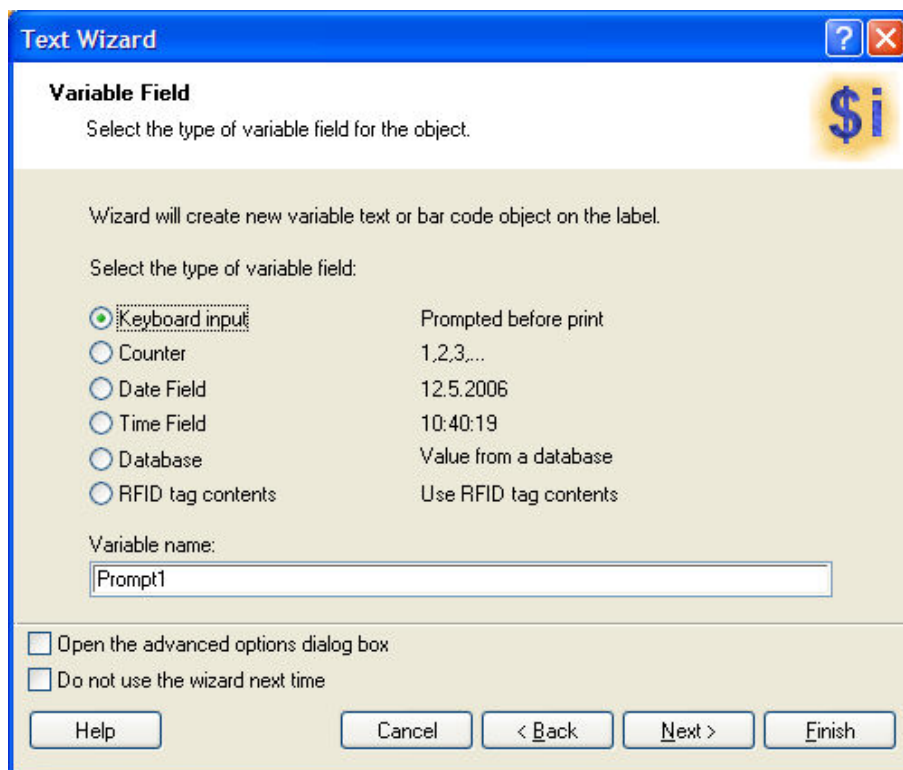 Text Wizard
Variable Field
Select the type of variable field for the object.
$i
Wizard will create new variable text or bar code object on the label.
Select the type of variable field:
Keyboard input Prompted before print
Counter 1,2,3,...
Date Field 12.5.2006
Time Field 10:40:19
Database Value from a database
RFID tag contents Use RFID tag contents
Variable name:
Prompt1
Open the advanced options dialog box
Do not use the wizard next time
Help Cancel < Back Next > Finish